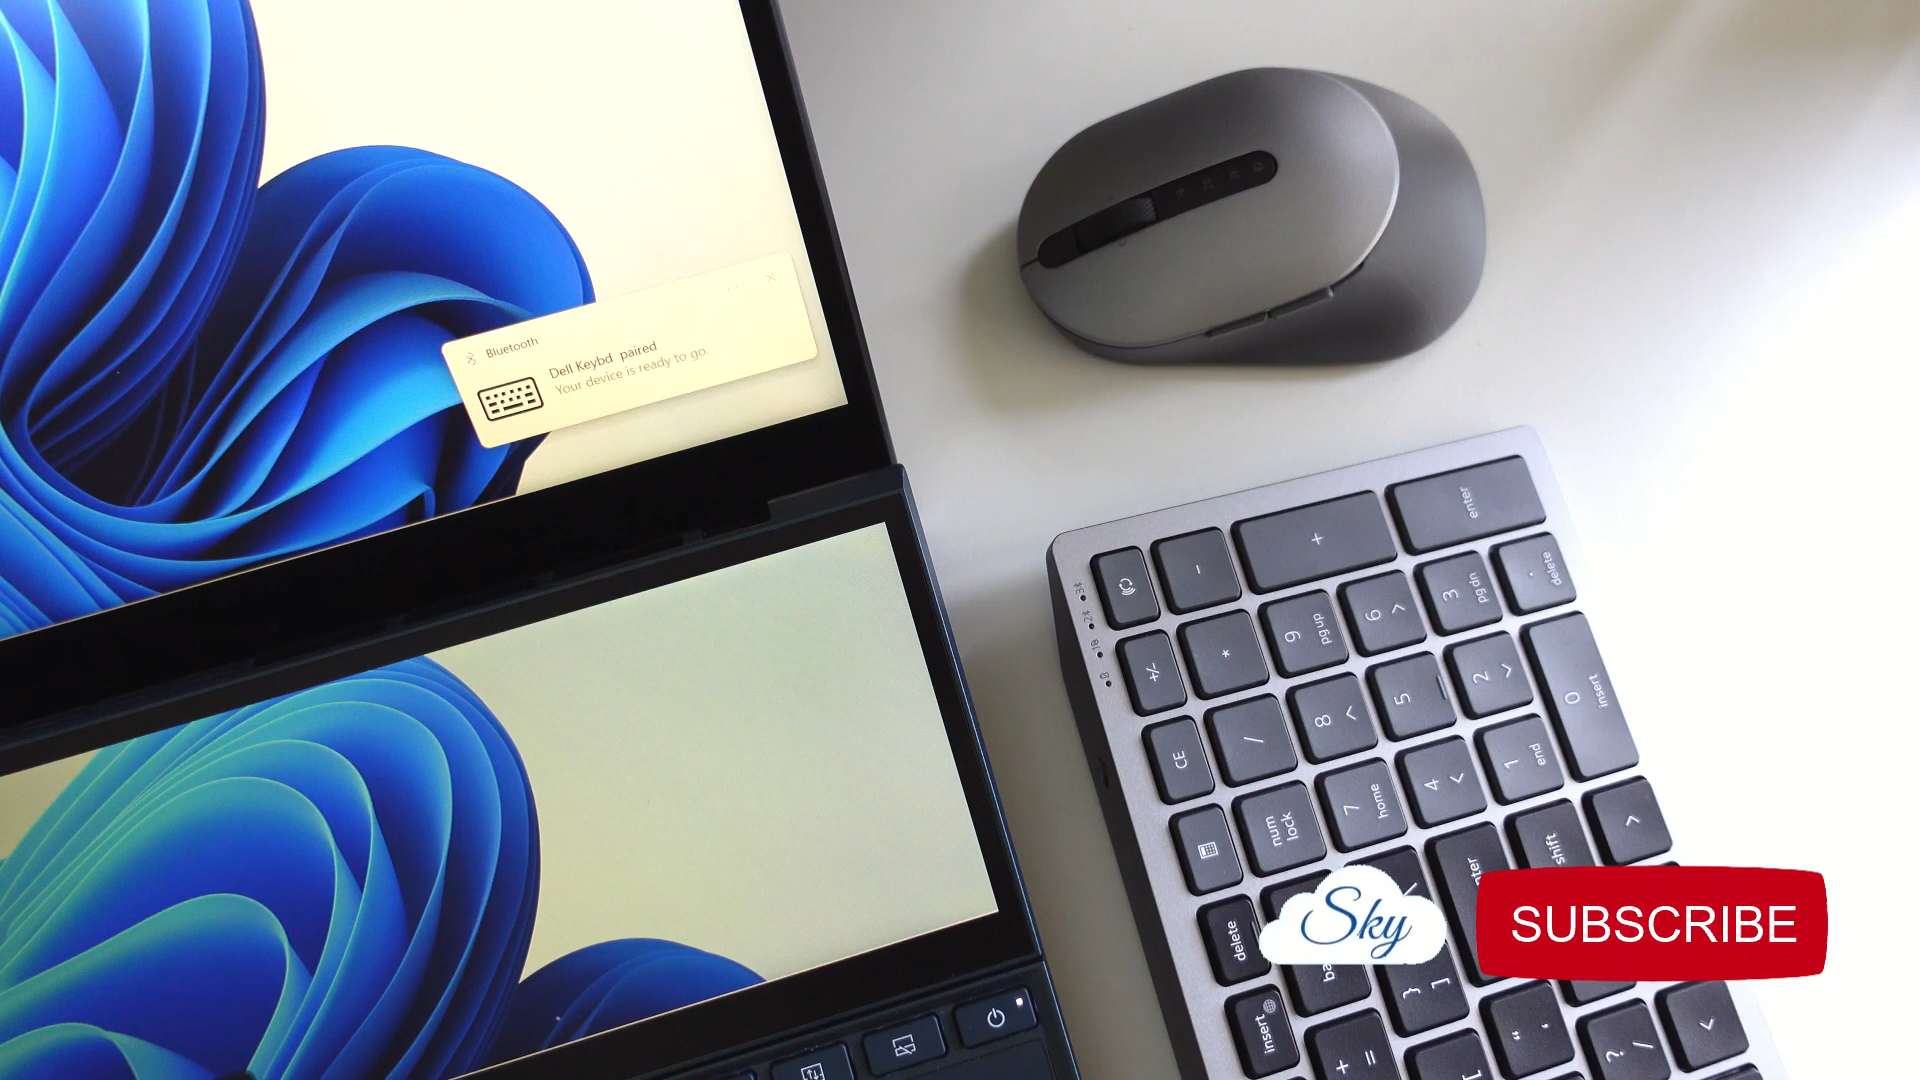 Bluetooth
Dell Keybd paired
Your device is ready to go.
enter
+
-
delete
.
3
pg dn
6
>
9
pg up
*
+/-
0
insert
2
5
8
/
CE
1
end
4
<
7
home
num
lock
>
shift
delete
insert
}
]
+
=
"
'
?
/
<
Sky
SUBSCRIBE